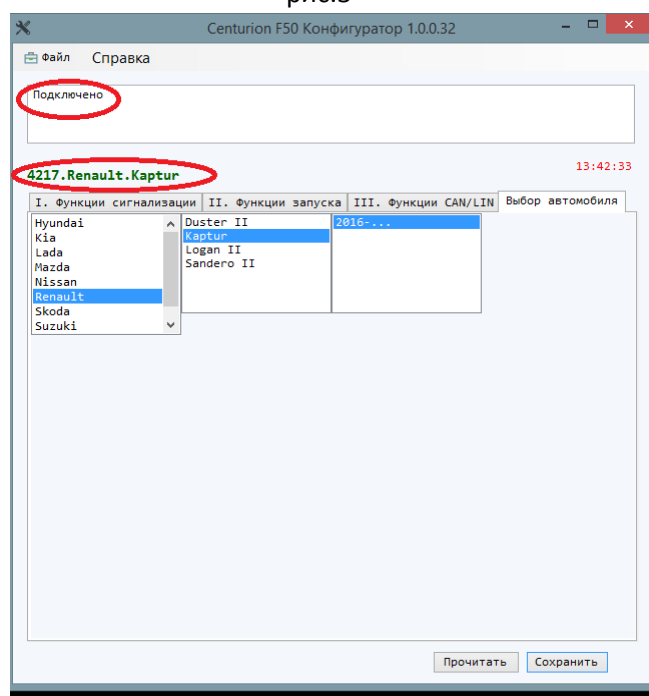 Centurion F50 Конфигуратор 1.0.0.32
Файл Справка
Подключено
13:42:33
4217.Renault.Kaptur
I. Функции сигнализации II. Функции запуска III. Функции CAN/LIN Выбор автомобиля
Hyundai Duster II 2016-...
Kia Kaptur
Lada Logan II
Mazda Sandero II
Nissan
Renault
Skoda
Suzuki
Прочитать Сохранить